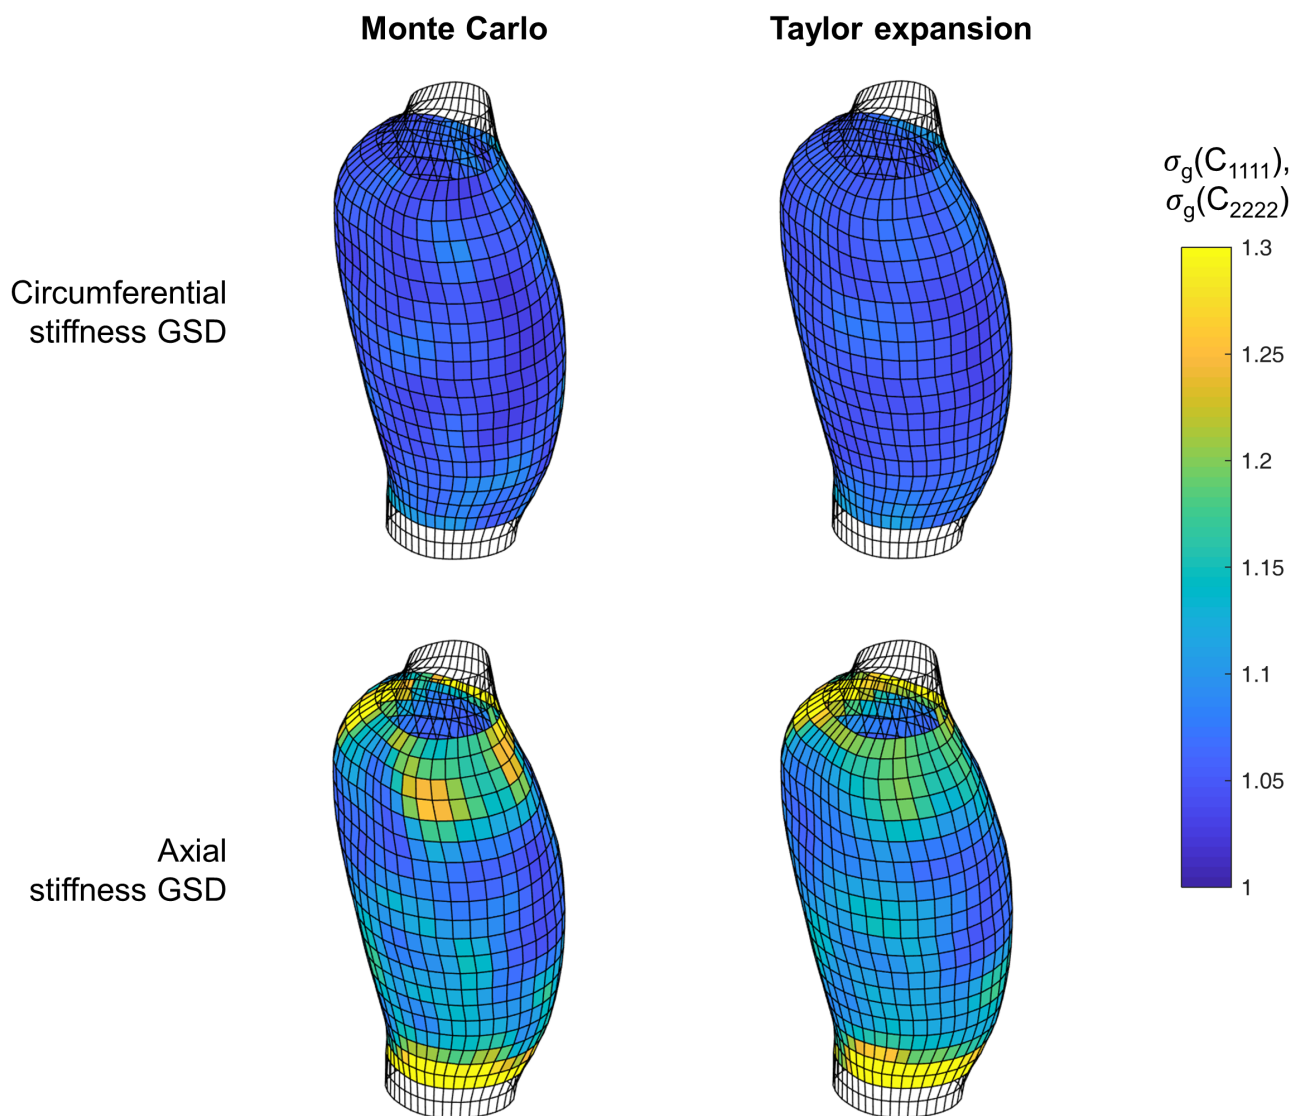 Monte Carlo
Taylor expansion
σg(C1111),
σg(C2222)
Circumferential
stiffness GSD
1.3
1.25
1.2
1.15
1.1
1.05
1
Axial
stiffness GSD